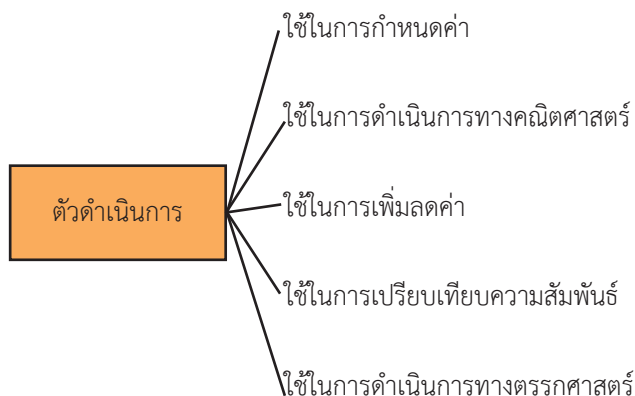 ใช้ในการกำหนดค่า
ใช้ในการดำเนินการทางคณิตศาสตร์
ตัวดำเนินการ
ใช้ในการเพิ่มลดค่า
ใช้ในการเปรียบเทียบความสัมพันธ์
ใช้ในการดำเนินการทางตรรกศาสตร์